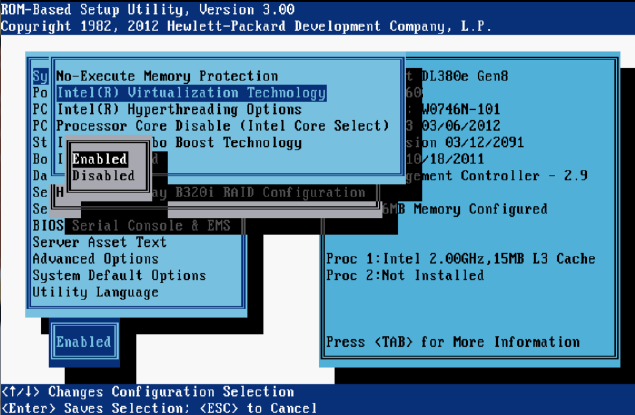 ROM-Based Setup Utility, Version 3.00
Copyright 1982, 2012 Hewlett-Packard Development Company, L.P.
Sy
Po
PC
PC
St
Bo
Da
Se
Se
BIOS Serial Console & EMS
Server Asset Text
Advanced Options
System Default Options
Utility Language
No-Execute Memory Protection
Intel(R) Virtualization Technology
Intel(R) Hyperthreading Options
Processor Core Disable (Intel Core Select)
I bo Boost Technology
I d
H ay B320i RAID Configuration
Enabled
Disabled
t DL380e Gen8
60
: W0746N-101
3 03/06/2012
sion 03/12/2091
10/18/2011
gement Controller - 2.9
6MB Memory Configured
Proc 1:Intel 2.00GHz,15MB L3 Cache
Proc 2:Not Installed
Press <TAB> for More Information
Enabled
<↑/↓> Changes Configuration Selection
<Enter> Saves Selection; <ESC> to Cancel